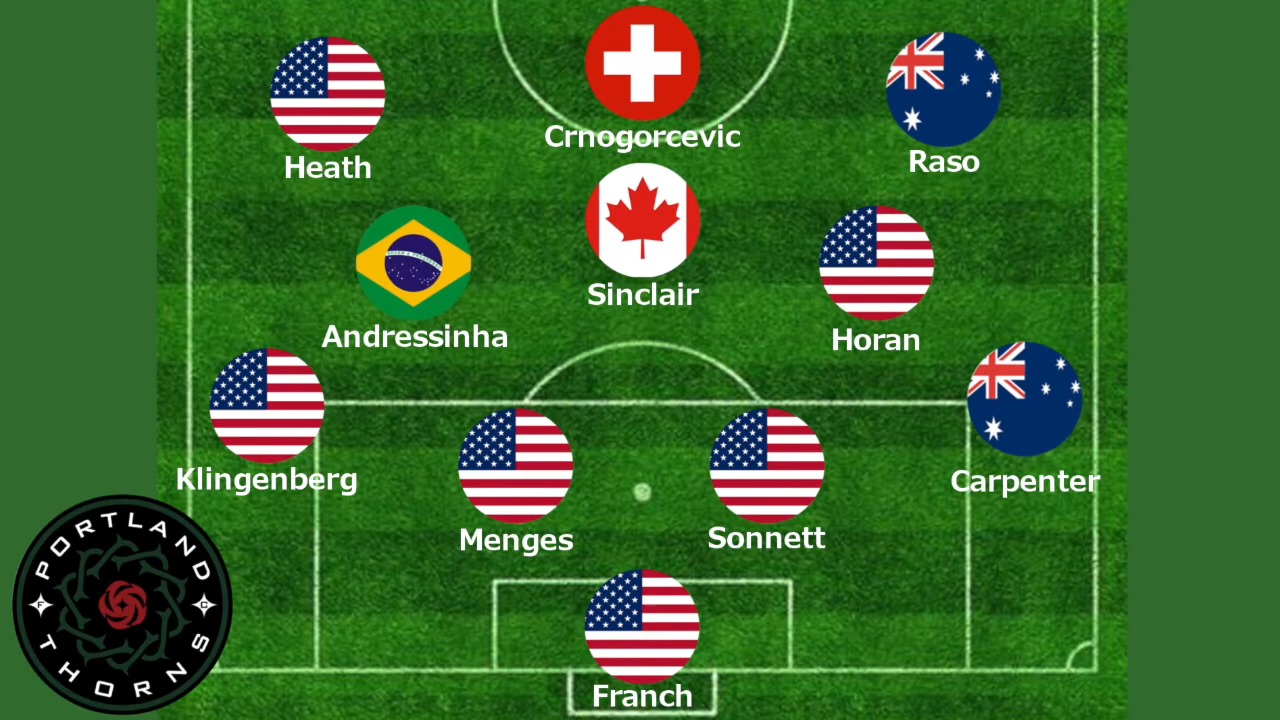 Heath
Crnogorcevic
Raso
Andressinha
Sinclair
Horan
Klingenberg
Menges
Sonnett
Carpenter
Franch
PORTLAND
F C
THORNS